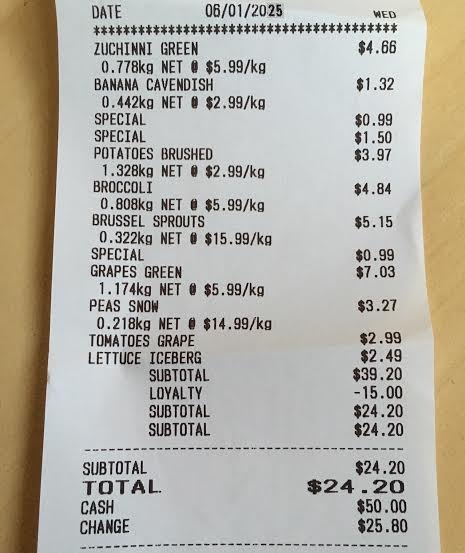 DATE 06/01/2025 WED
************************************
ZUCHINNI GREEN $4.66
0.778kg NET @ $5.99/kg
BANANA CAVENDISH $1.32
0.442kg NET @ $2.99/kg
SPECIAL $0.99
SPECIAL $1.50
POTATOES BRUSHED $3.97
1.328kg NET @ $2.99/kg
BROCCOLI $4.84
0.808kg NET @ $5.99/kg
BRUSSEL SPROUTS $5.15
0.322kg NET @ $15.99/kg
SPECIAL $0.99
GRAPES GREEN $7.03
1.174kg NET @ $5.99/kg
PEAS SNOW $3.27
0.218kg NET @ $14.99/kg
TOMATOES GRAPE $2.99
LETTUCE ICEBERG $2.49
SUBTOTAL $39.20
LOYALTY -15.00
SUBTOTAL $24.20
SUBTOTAL $24.20
----------------------------------------
SUBTOTAL $24.20
TOTAL $24.20
CASH $50.00
CHANGE $25.80
----------------------------------------